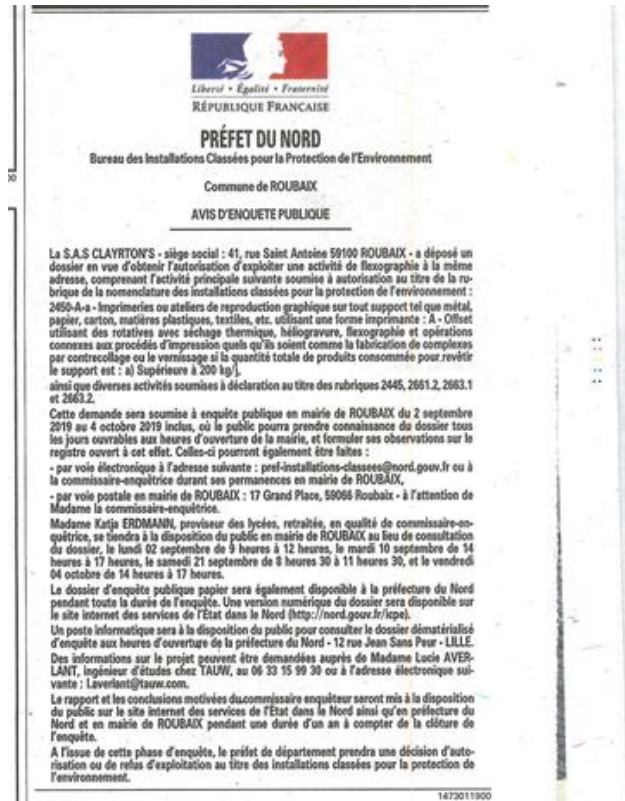 Liberté • Égalité • Fraternité
RÉPUBLIQUE FRANÇAISE
PRÉFET DU NORD
Bureau des Installations Classées pour la Protection de l'Environnement
Commune de ROUBAIX
AVIS D'ENQUETE PUBLIQUE
La S.A.S CLAYRTON'S - siège social : 41, rue Saint Antoine 59100 ROUBAIX - a déposé un
dossier en vue d'obtenir l'autorisation d'exploiter une activité de flexographie à la même
adresse, comprenant l'activité principale suivante soumise à autorisation au titre de la ru-
brique de la nomenclature des installations classées pour la protection de l'environnement :
2450-A-a - Imprimeries ou ateliers de reproduction graphique sur tout support tel que métal,
papier, carton, matières plastiques, textiles, etc. utilisant une forme imprimante : A - Offset
utilisant des rotatives avec séchage thermique, héliogravure, flexographie et opérations
connexes aux procédés d'impression quels qu'ils soient comme la fabrication de complexes
par contrecollage ou le vernissage si la quantité totale de produits consommée pour revêtir
le support est : a) Supérieure à 200 kg/j,
ainsi que diverses activités soumises à déclaration au titre des rubriques 2445, 2661.2, 2663.1
et 2663.2.
Cette demande sera soumise à enquête publique en mairie de ROUBAIX du 2 septembre
2019 au 4 octobre 2019 inclus, où le public pourra prendre connaissance du dossier tous
les jours ouvrables aux heures d'ouverture de la mairie, et formuler ses observations sur le
registre ouvert à cet effet. Celles-ci pourront également être faites :
- par voie électronique à l'adresse suivante : pref-installations-classees@nord.gouv.fr ou à
la commissaire-enquêtrice durant ses permanences en mairie de ROUBAIX,
- par voie postale en mairie de ROUBAIX : 17 Grand Place, 59066 Roubaix - à l'attention de
Madame la commissaire-enquêtrice.
Madame Katja ERDMANN, proviseur des lycées, retraitée, en qualité de commissaire-en-
quêtrice, se tiendra à la disposition du public en mairie de ROUBAIX au lieu de consultation
du dossier, le lundi 02 septembre de 9 heures à 12 heures, le mardi 10 septembre de 14
heures à 17 heures, le samedi 21 septembre de 8 heures 30 à 11 heures 30, et le vendredi
04 octobre de 14 heures à 17 heures.
Le dossier d'enquête publique papier sera également disponible à la préfecture du Nord
pendant toute la durée de l'enquête. Une version numérique du dossier sera disponible sur
le site internet des services de l'État dans le Nord (http://nord.gouv.fr/icpe).
Un poste informatique sera à la disposition du public pour consulter le dossier dématérialisé
d'enquête aux heures d'ouverture de la préfecture du Nord - 12 rue Jean Sans Peur - LILLE.
Des informations sur le projet peuvent être demandées auprès de Madame Lucie AVER-
LANT, ingénieur d'études chez TAUW, au 06 33 15 99 30 ou à l'adresse électronique sui-
vante : l.averlant@tauw.com.
Le rapport et les conclusions motivées du commissaire enquêteur seront mis à la disposition
du public sur le site internet des services de l'État dans le Nord ainsi qu'en préfecture du
Nord et en mairie de ROUBAIX pendant une durée d'un an à compter de la clôture de
l'enquête.
A l'issue de cette phase d'enquête, le préfet de département prendra une décision d'auto-
risation ou de refus d'exploitation au titre des installations classées pour la protection de
l'environnement.
1473011900